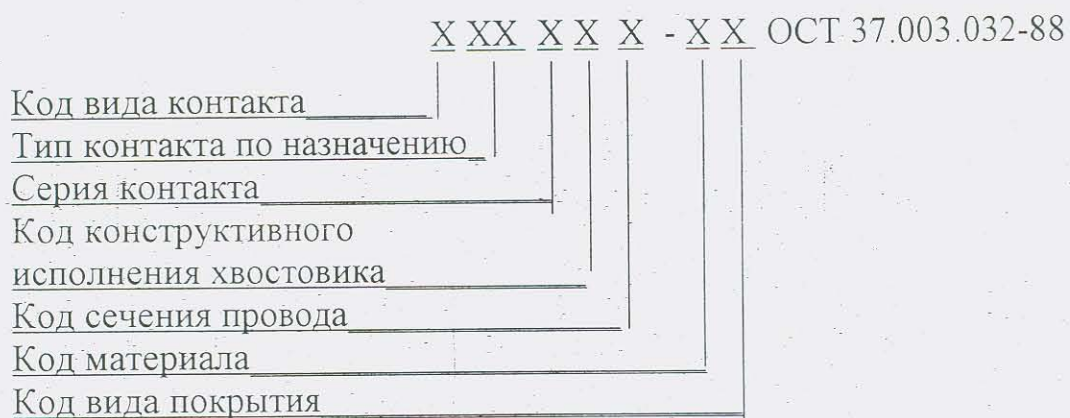 X XX X X X - X X ОСТ 37.003.032-88
Код вида контакта
Тип контакта по назначению
Серия контакта
Код конструктивного
исполнения хвостовика
Код сечения провода
Код материала
Код вида покрытия